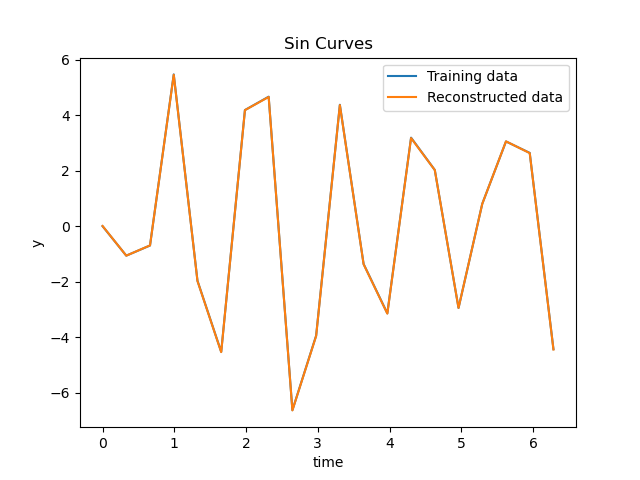 Sin Curves
Training data
Reconstructed data
6
4
2
0
−2
−4
−6
y
0 1 2 3 4 5 6
time